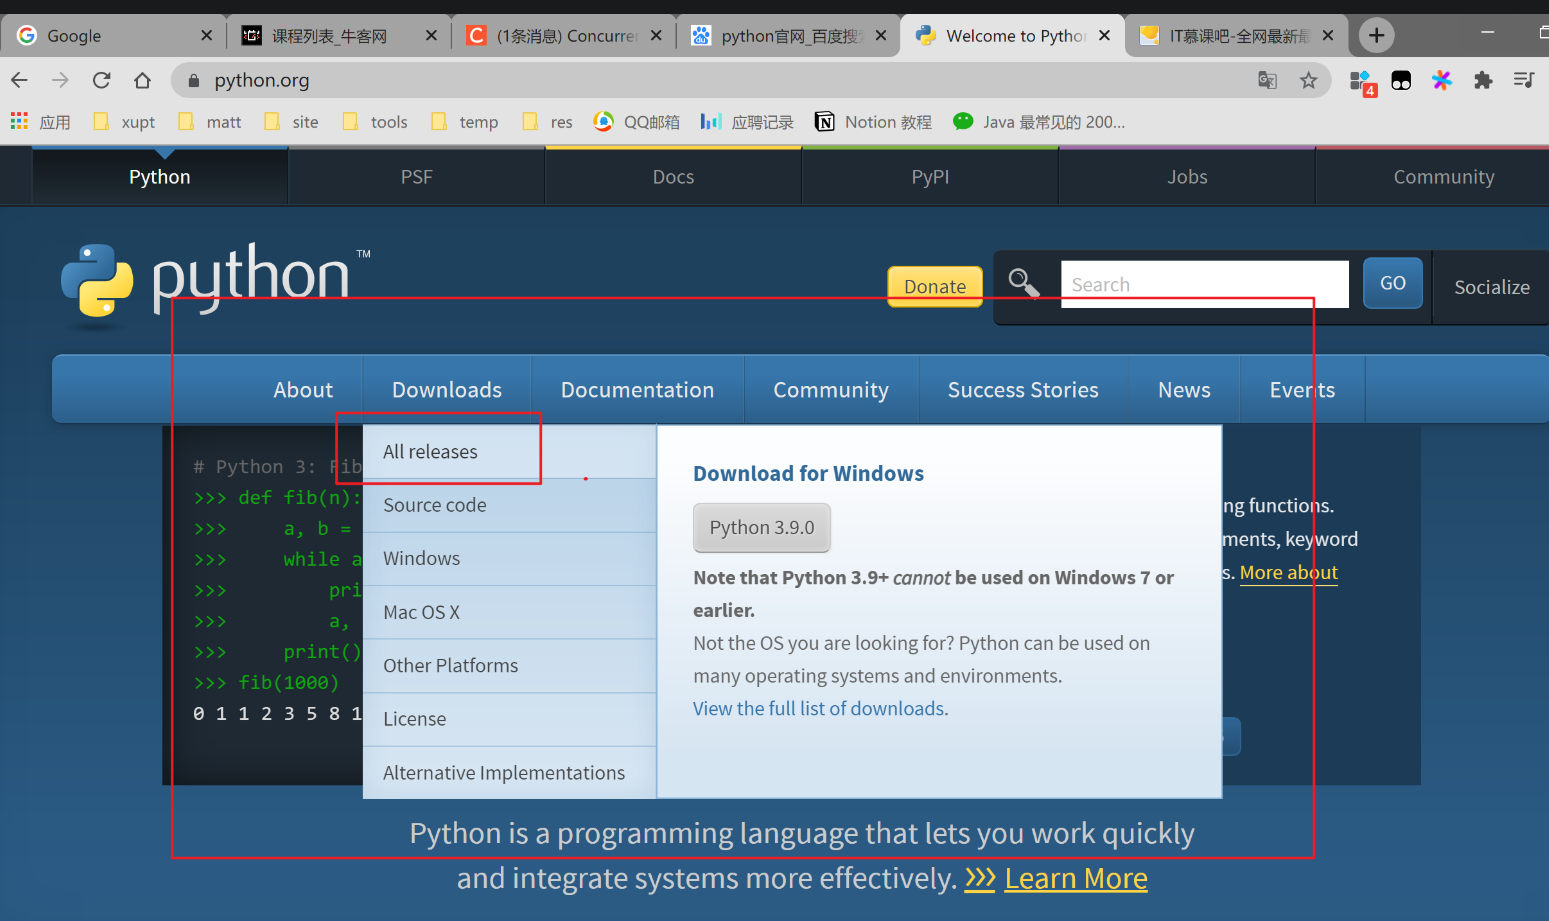 Google
课程列表_牛客网
(1条消息) Concurre
python官网_百度搜
Welcome to Pytho
IT慕课吧-全网最新最
python.org
4
应用
xupt
matt
site
tools
temp
res
QQ邮箱
应聘记录
Notion 教程
Java 最常见的 200...
Python
PSF
Docs
PyPI
Jobs
Community
python™
Donate
Search
GO
Socialize
About
Downloads
Documentation
Community
Success Stories
News
Events
# Python 3: Fib
>>> def fib(n):
>>> a, b =
>>> while a
>>> pri
>>> a,
>>> print()
>>> fib(1000)
0 1 1 2 3 5 8 1
All releases
Source code
Windows
Mac OS X
Other Platforms
License
Alternative Implementations
Download for Windows
Python 3.9.0
Note that Python 3.9+ cannot be used on Windows 7 or
earlier.
Not the OS you are looking for? Python can be used on
many operating systems and environments.
View the full list of downloads.
ng functions.
ments, keyword
s. More about
Python is a programming language that lets you work quickly
and integrate systems more effectively. >>> Learn More